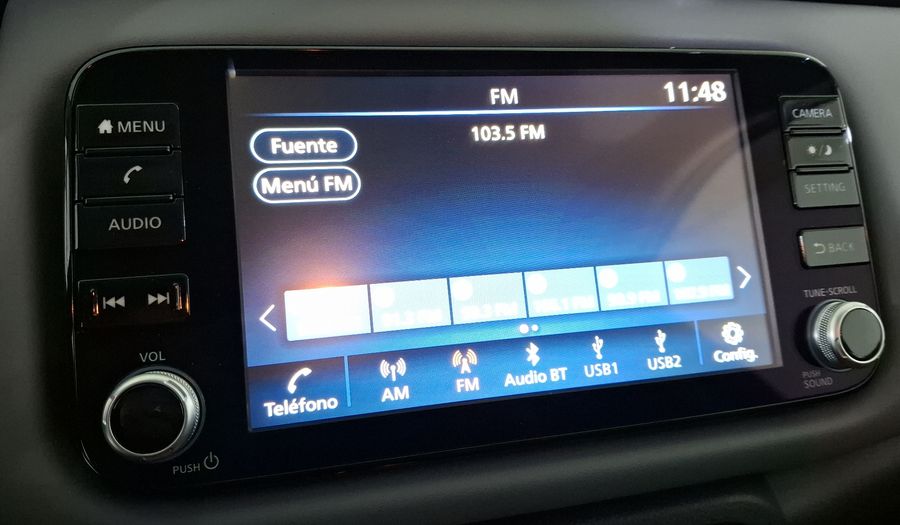 FM
11:48
103.5 FM
Fuente
Menú FM
MENU
AUDIO
VOL
PUSH
CAMERA
SETTING
BACK
TUNE·SCROLL
PUSH
SOUND
Teléfono
AM
FM
Audio BT
USB1
USB2
Config.